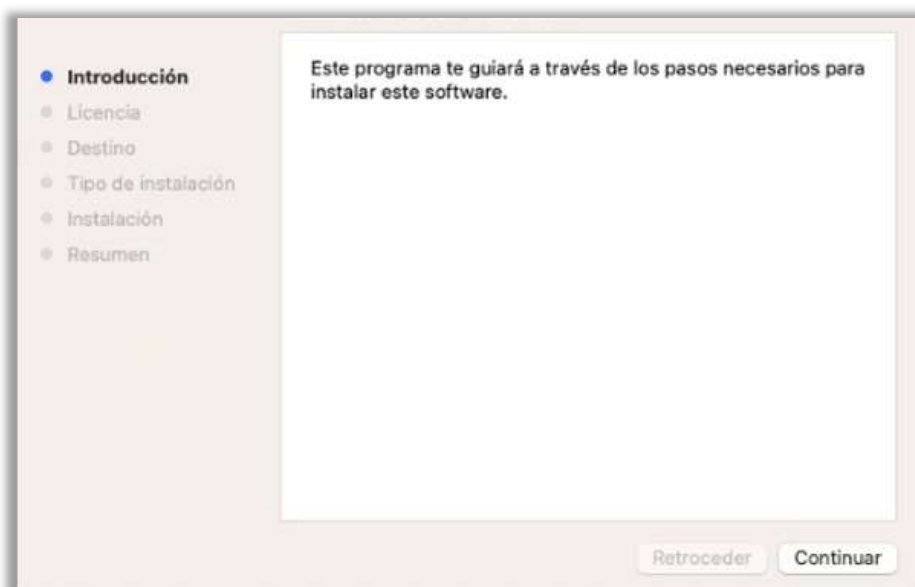 Introducción
Licencia
Destino
Tipo de instalación
Instalación
Resumen
Este programa te guiará a través de los pasos necesarios para
instalar este software.
Retroceder
Continuar